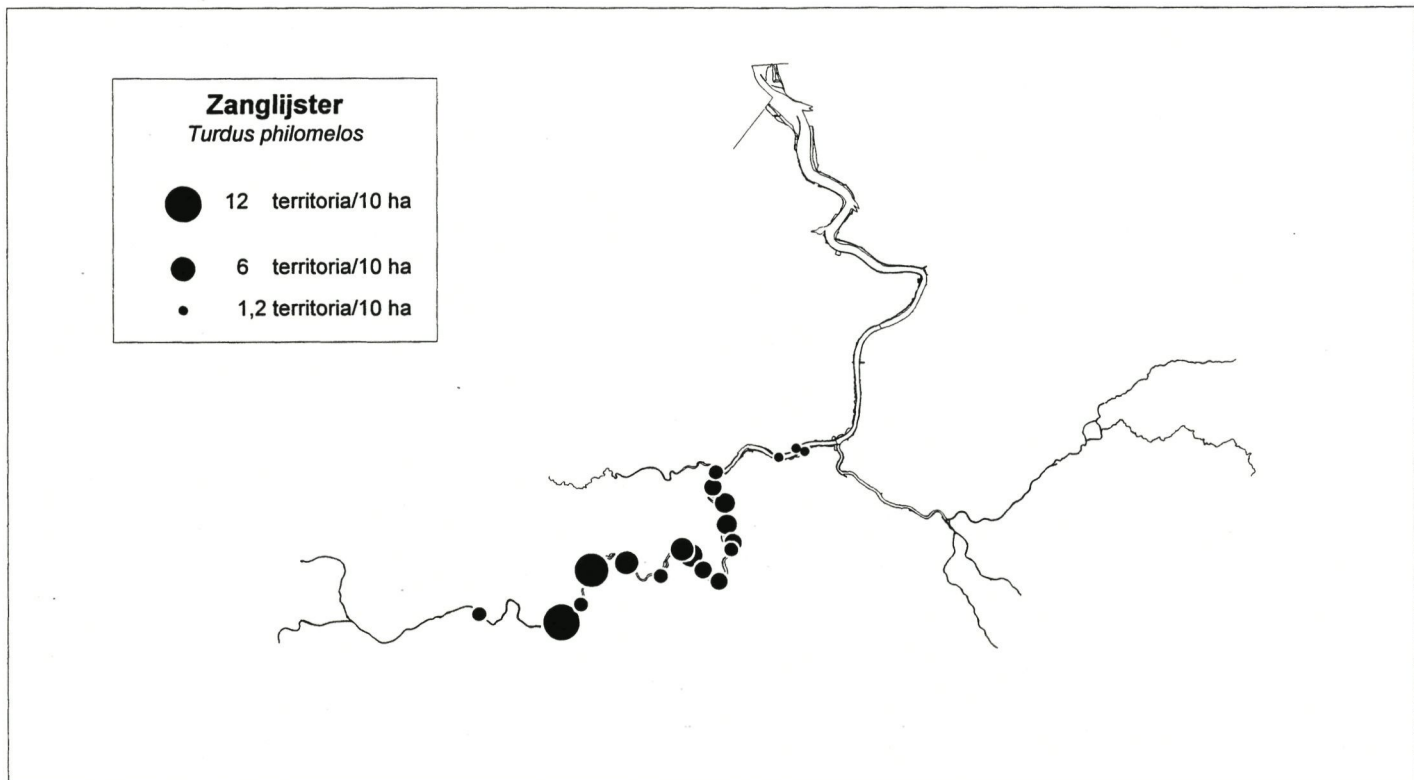 Zanglijster
Turdus philomelos
12 territoria/10 ha
6 territoria/10 ha
1,2 territoria/10 ha